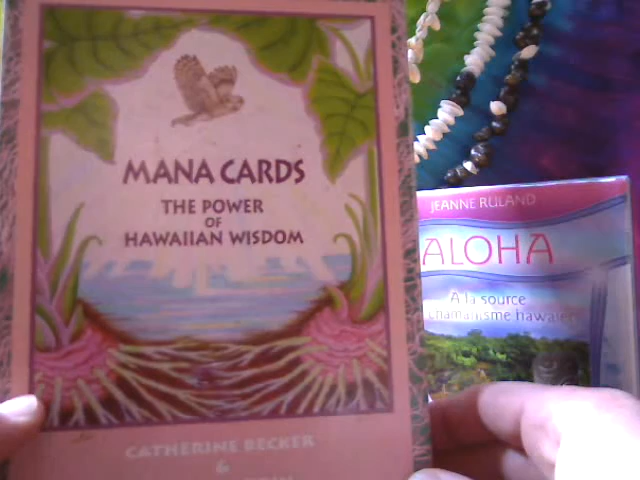 MANA CARDS
THE POWER
OF
HAWAIIAN WISDOM
CATHERINE BECKER
&
JEANNE RULAND
ALOHA
À la source
chamanisme hawaïen